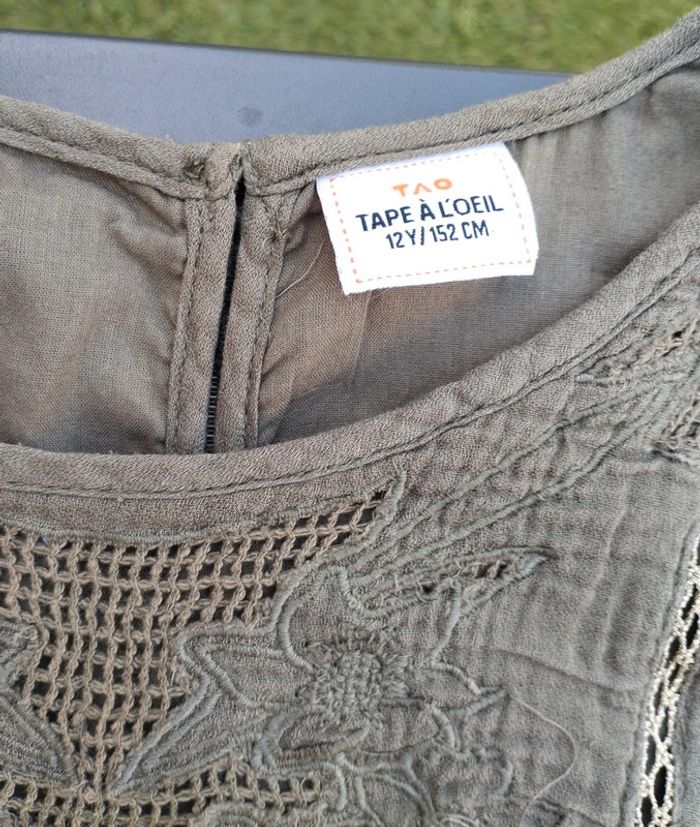 TAO
TAPE À L'OEIL
12Y/152 CM